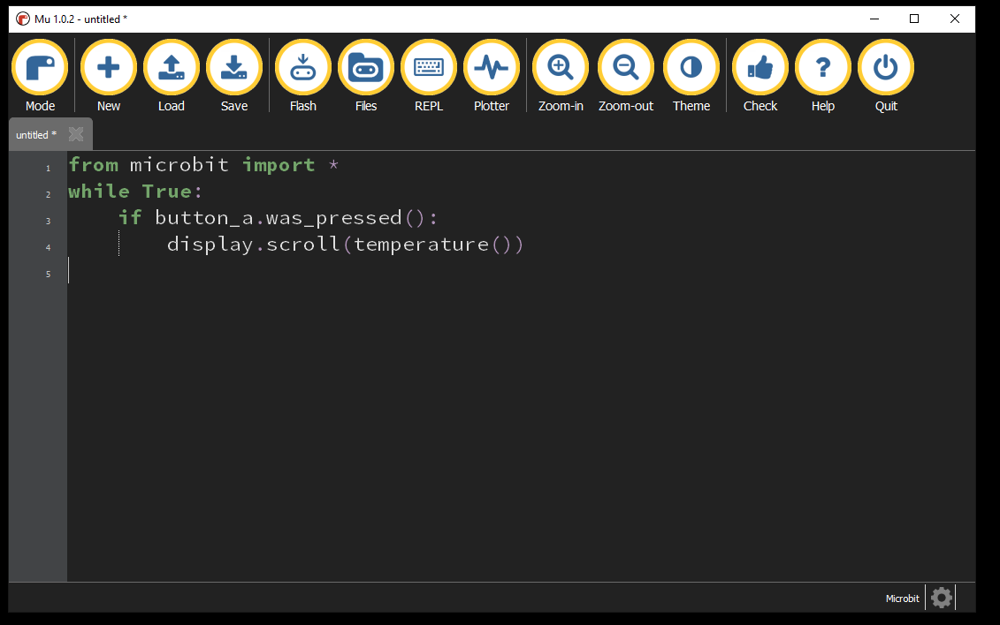 Mu 1.0.2 - untitled *
Mode New Load Save Flash Files REPL Plotter Zoom-in Zoom-out Theme Check Help Quit
untitled *
1 from microbit import *
2 while True:
3     if button_a.was_pressed():
4         display.scroll(temperature())
5
Microbit